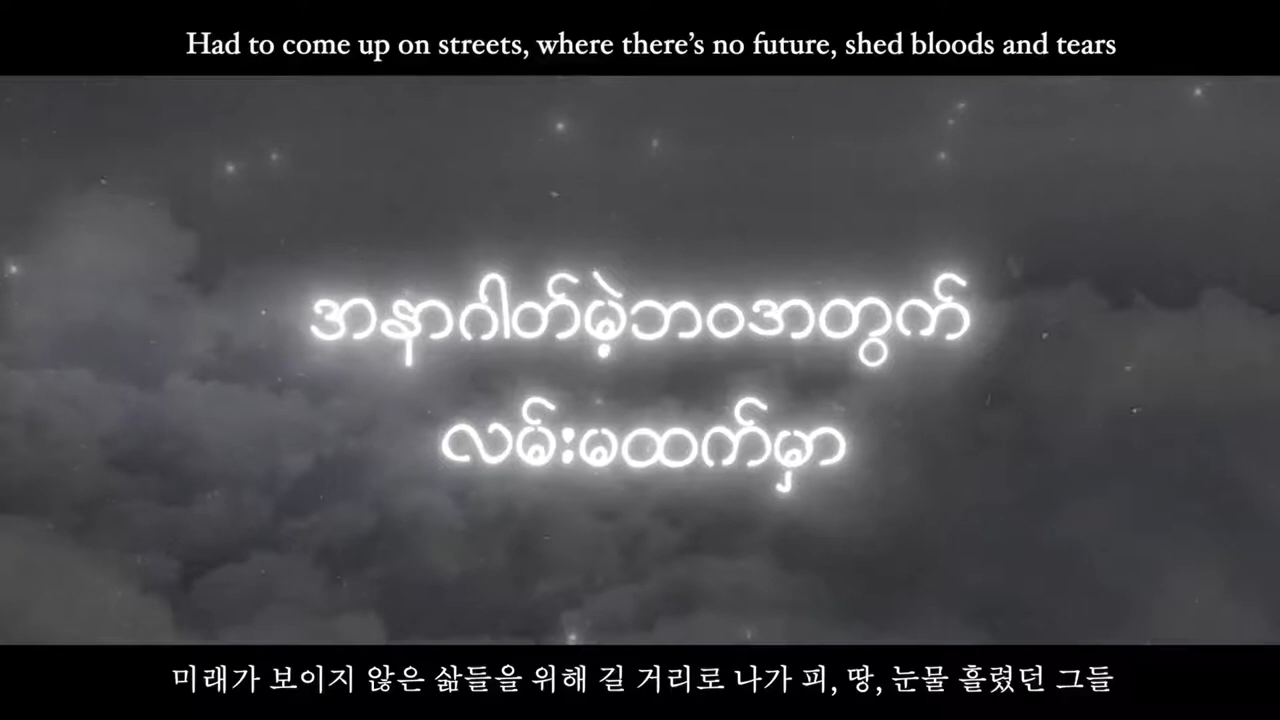 Had to come up on streets, where there’s no future, shed bloods and tears
အနာဂါတ်မဲ့ဘဝအတွက်
လမ်းမထက်မှာ
미래가 보이지 않은 삶들을 위해 길 거리로 나가 피, 땅, 눈물 흘렸던 그들